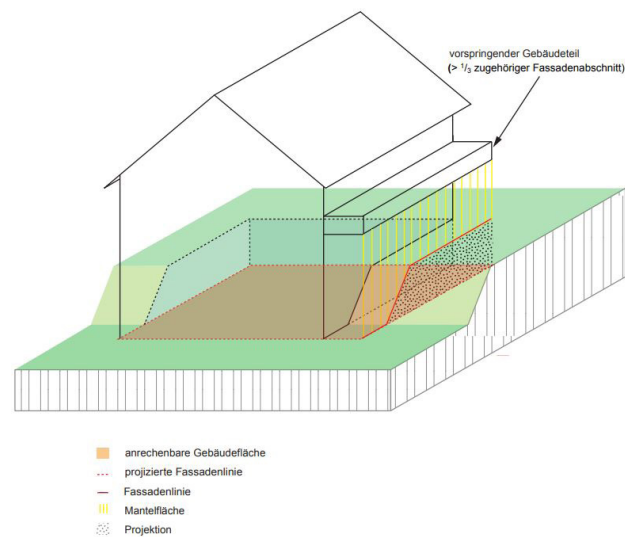 vorspringender Gebäudeteil
(> 1/3 zugehöriger Fassadenabschnitt)
anrechenbare Gebäudefläche
projizierte Fassadenlinie
Fassadenlinie
Mantelfläche
Projektion